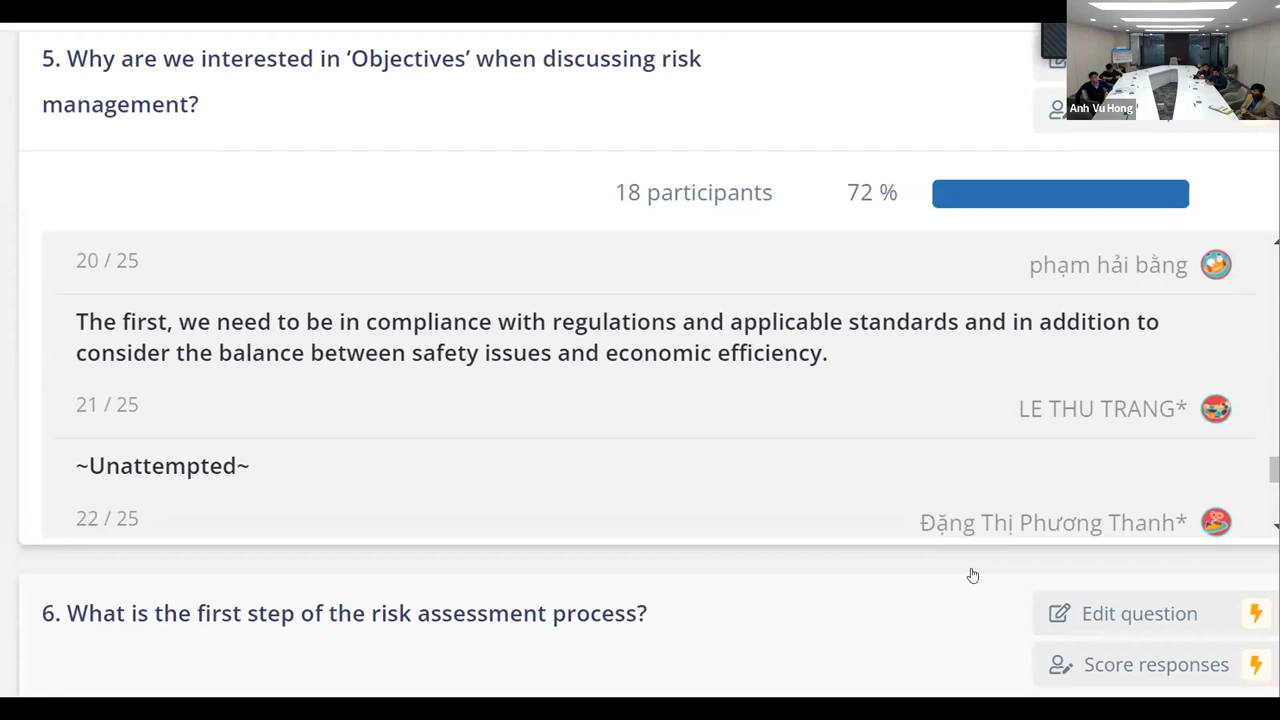 5. Why are we interested in ‘Objectives’ when discussing risk
management?
Anh Vu Hong
18 participants 72 %
20 / 25
phạm hải bằng
The first, we need to be in compliance with regulations and applicable standards and in addition to
consider the balance between safety issues and economic efficiency.
21 / 25
LE THU TRANG*
~Unattempted~
22 / 25
Đặng Thị Phương Thanh*
6. What is the first step of the risk assessment process?
Edit question
Score responses